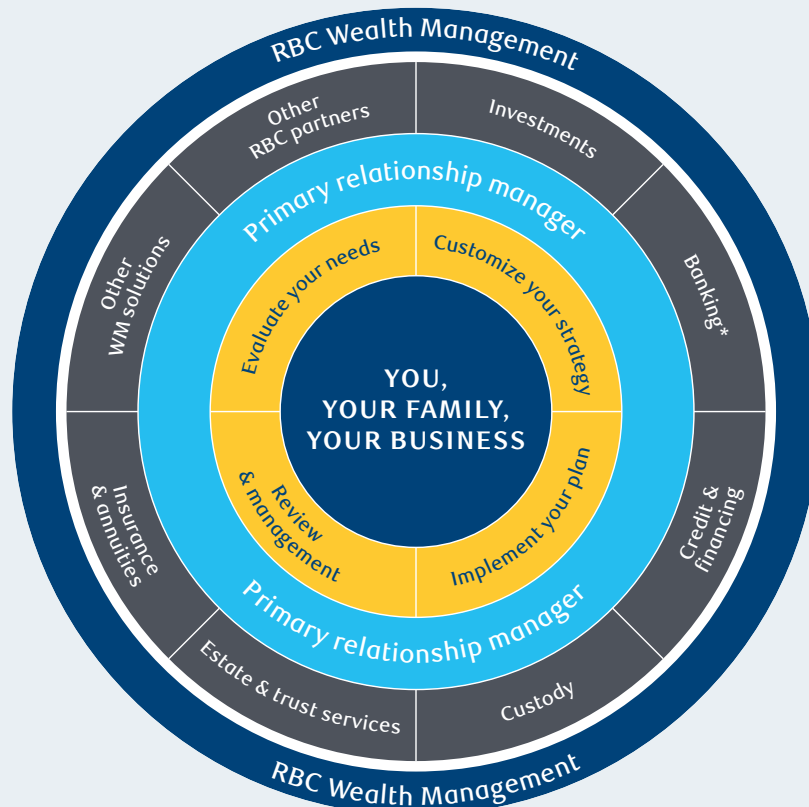 RBC Wealth Management
Other
RBC partners
Investments
Banking*
Credit &
financing
Custody
Estate & trust services
Insurance
& annuities
Other
WM solutions
Primary relationship manager
Evaluate your needs
Customize your strategy
Implement your plan
Review
& management
YOU,
YOUR FAMILY,
YOUR BUSINESS
Primary relationship manager
RBC Wealth Management